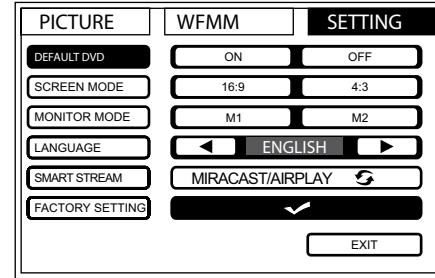 PICTURE WFMM SETTING
DEFAULT DVD ON OFF
SCREEN MODE 16:9 4:3
MONITOR MODE M1 M2
LANGUAGE ENGLISH
SMART STREAM MIRACAST/AIRPLAY
FACTORY SETTING
EXIT